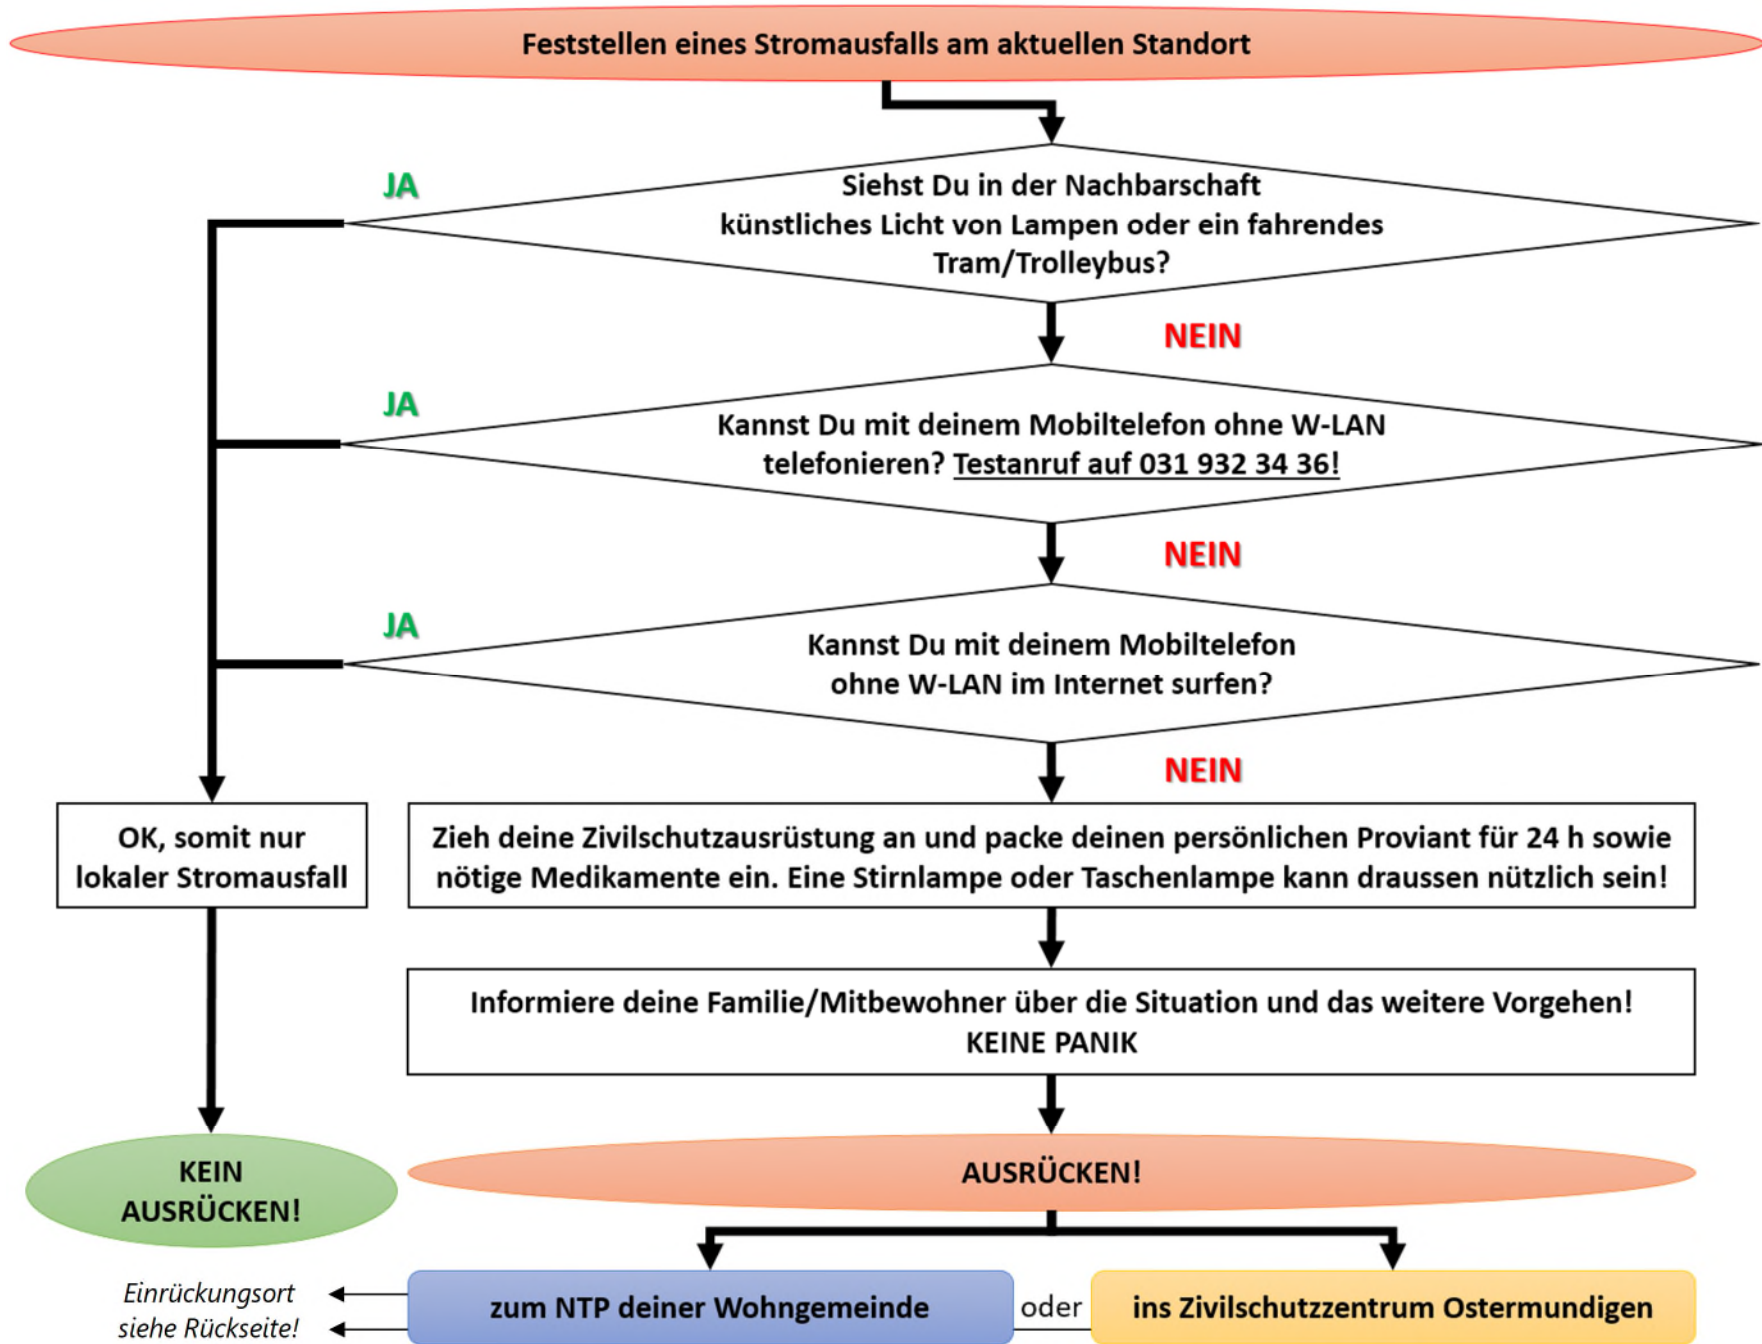 Feststellen eines Stromausfalls am aktuellen Standort
JA
Siehst Du in der Nachbarschaft
künstliches Licht von Lampen oder ein fahrendes
Tram/Trolleybus?
NEIN
JA
Kannst Du mit deinem Mobiltelefon ohne W-LAN
telefonieren? Testanruf auf 031 932 34 36!
NEIN
JA
Kannst Du mit deinem Mobiltelefon
ohne W-LAN im Internet surfen?
NEIN
OK, somit nur
lokaler Stromausfall
Zieh deine Zivilschutzausrüstung an und packe deinen persönlichen Proviant für 24 h sowie
nötige Medikamente ein. Eine Stirnlampe oder Taschenlampe kann draussen nützlich sein!
Informiere deine Familie/Mitbewohner über die Situation und das weitere Vorgehen!
KEINE PANIK
KEIN
AUSRÜCKEN!
AUSRÜCKEN!
Einrückungsort
siehe Rückseite!
zum NTP deiner Wohngemeinde
oder
ins Zivilschutzzentrum Ostermundigen